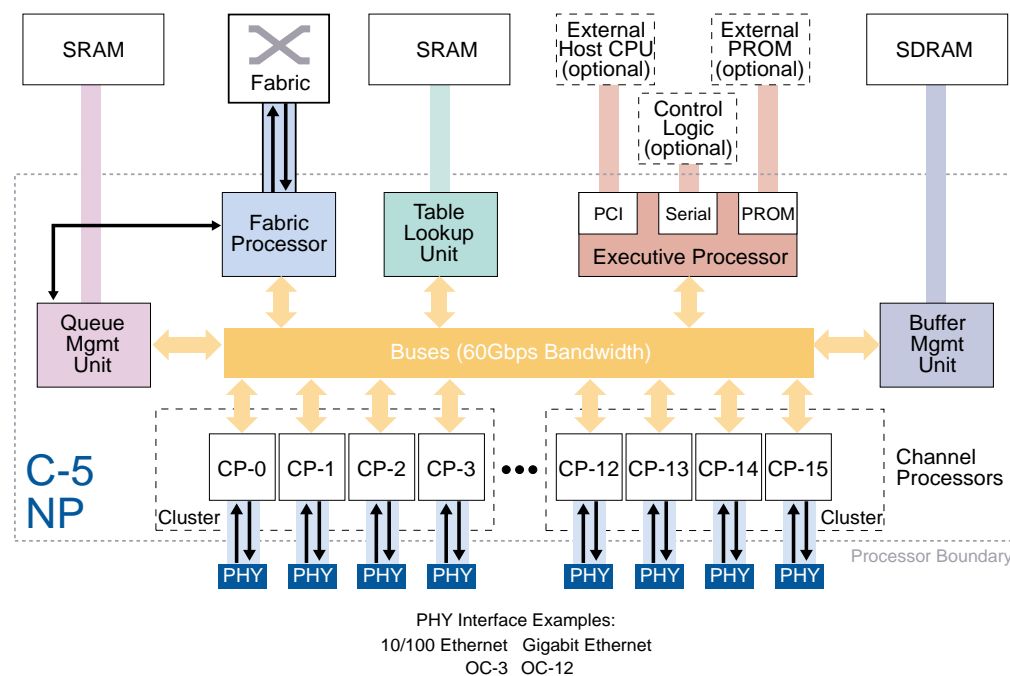 SRAM
Fabric
SRAM
External
Host CPU
(optional)
External
PROM
(optional)
SDRAM
Control
Logic
(optional)
Fabric
Processor
Table
Lookup
Unit
PCI
Serial
PROM
Executive Processor
Queue
Mgmt
Unit
Buses (60Gbps Bandwidth)
Buffer
Mgmt
Unit
C-5
NP
CP-0
CP-1
CP-2
CP-3
CP-12
CP-13
CP-14
CP-15
Channel
Processors
Cluster
Cluster
Processor Boundary
PHY
PHY
PHY
PHY
PHY
PHY
PHY
PHY
PHY Interface Examples:
10/100 Ethernet Gigabit Ethernet
OC-3 OC-12